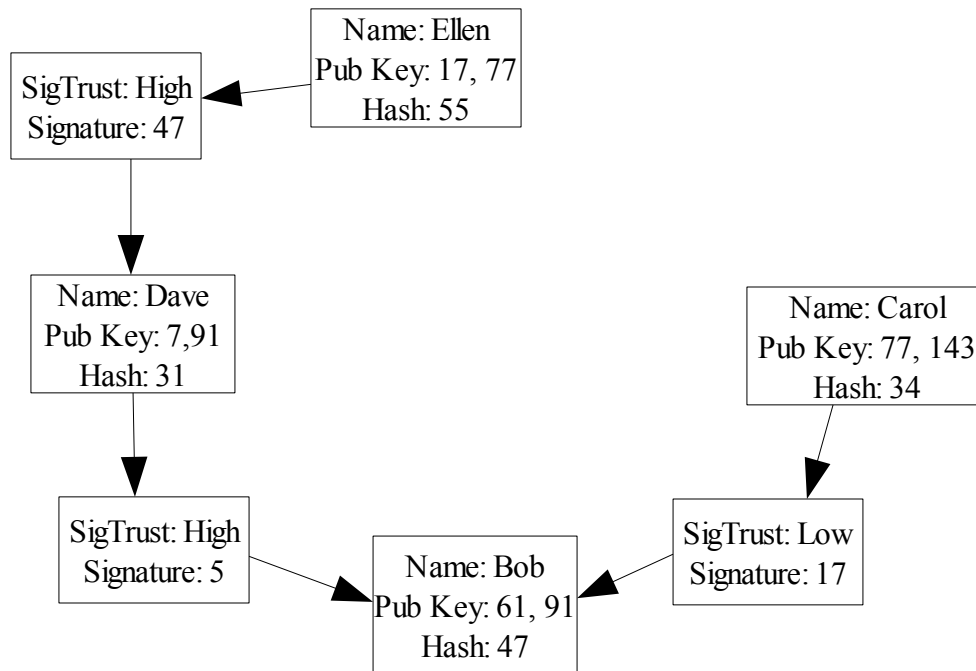 Name: Ellen
Pub Key: 17, 77
Hash: 55
SigTrust: High
Signature: 47
Name: Dave
Pub Key: 7,91
Hash: 31
Name: Carol
Pub Key: 77, 143
Hash: 34
SigTrust: High
Signature: 5
Name: Bob
Pub Key: 61, 91
Hash: 47
SigTrust: Low
Signature: 17